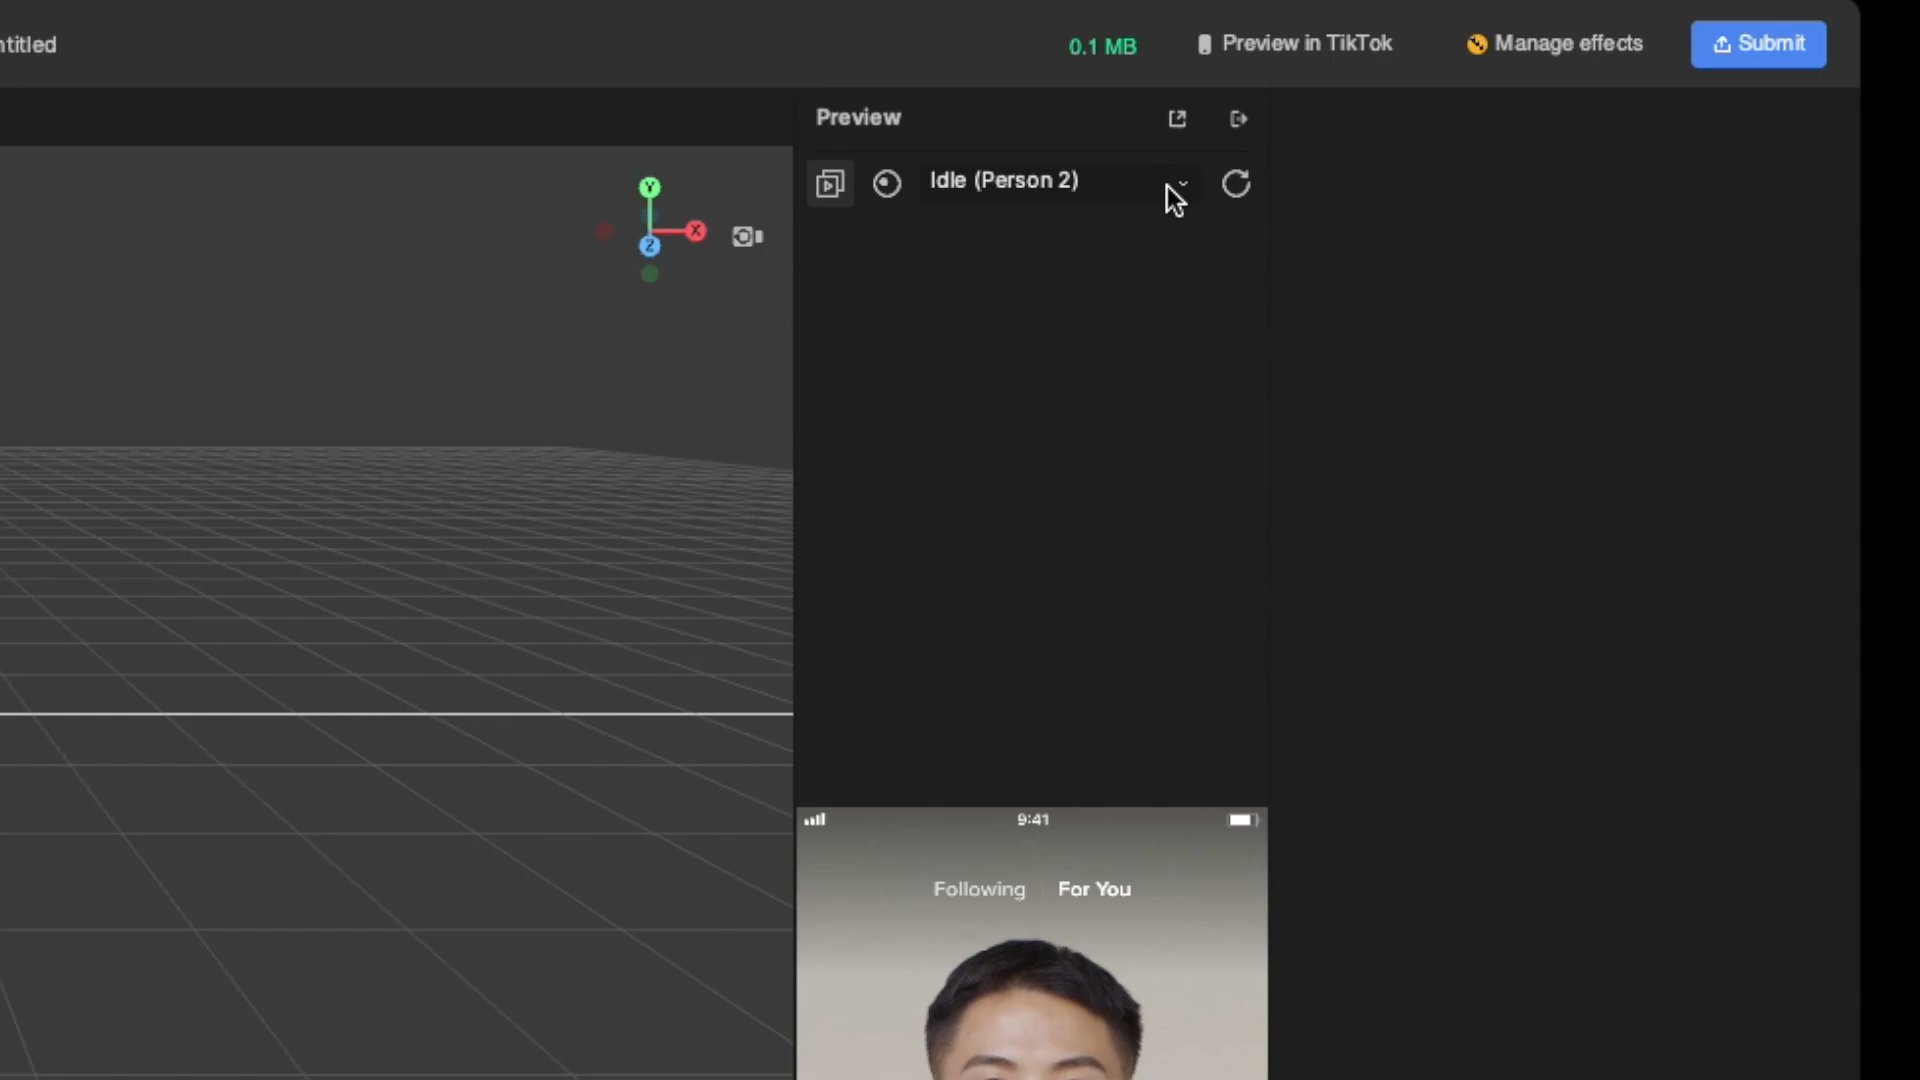 ntitled
0.1 MB
Preview in TikTok
Manage effects
Submit
Preview
Idle (Person 2)
Y
X
Z
9:41
Following
For You